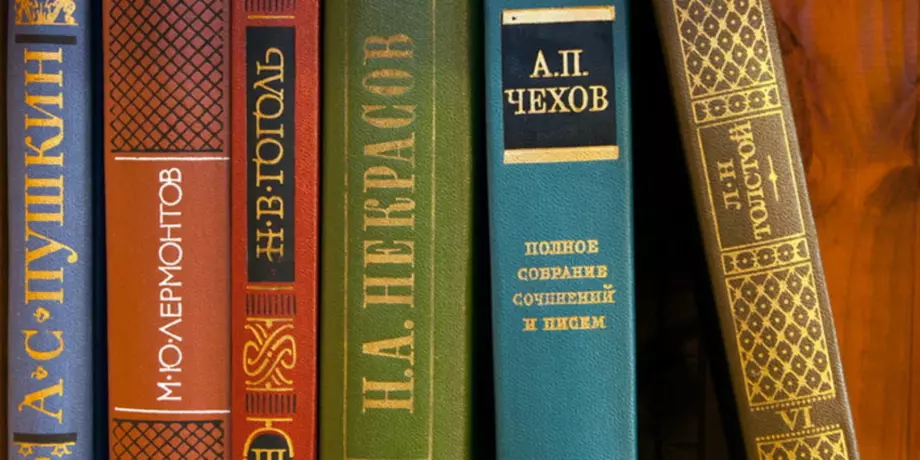 А·С·ПУШКИН
М·Ю·ЛЕРМОНТОВ
Н·В·ГОГОЛЬ
Н.А. НЕКРАСОВ
А.П.
ЧЕХОВ
ПОЛНОЕ
СОБРАНИЕ
СОЧИНЕНИЙ
И ПИСЕМ
Л·Н
ТОЛСТОЙ
VI